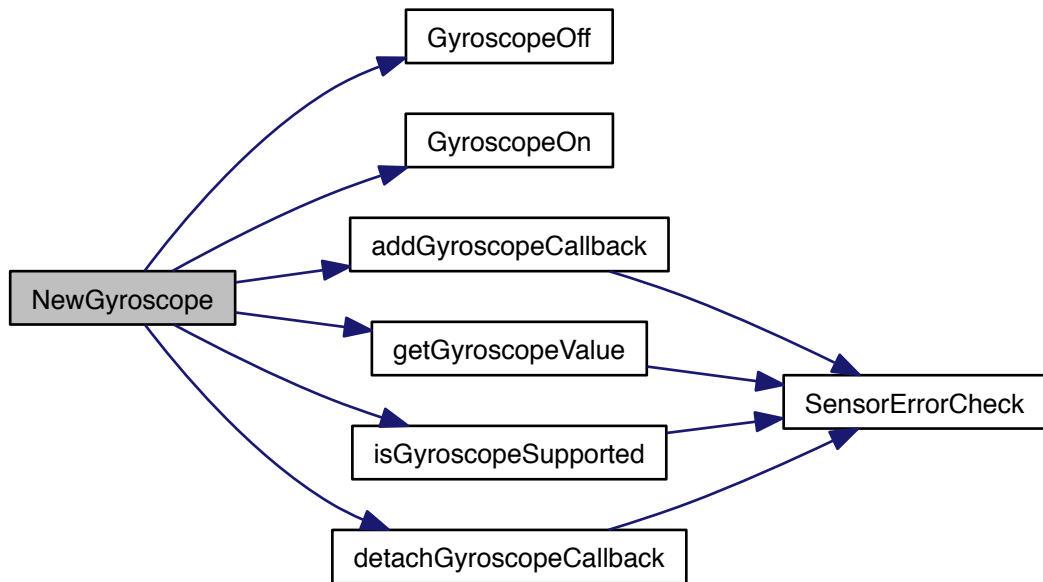 GyroscopeOff
GyroscopeOn
addGyroscopeCallback
NewGyroscope
getGyroscopeValue
SensorErrorCheck
isGyroscopeSupported
detachGyroscopeCallback